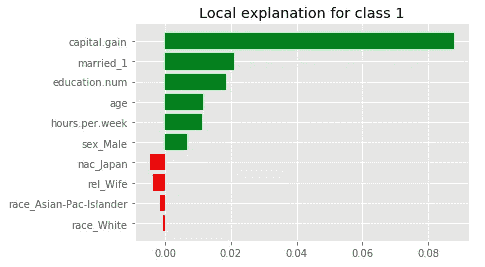 Local explanation for class 1
capital.gain
married_1
education.num
age
hours.per.week
sex_Male
nac_Japan
rel_Wife
race_Asian-Pac-Islander
race_White
0.00 0.02 0.04 0.06 0.08